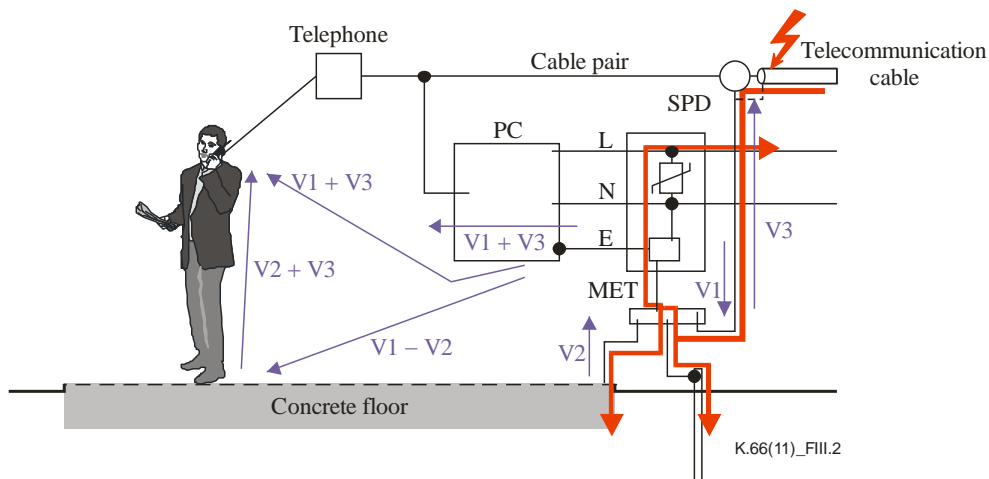 Telephone
Cable pair
Telecommunication
cable
SPD
PC
L
N
E
V1 + V3
V1 + V3
V2 + V3
V3
V1
MET
V1 – V2
V2
Concrete floor
K.66(11)_FIII.2